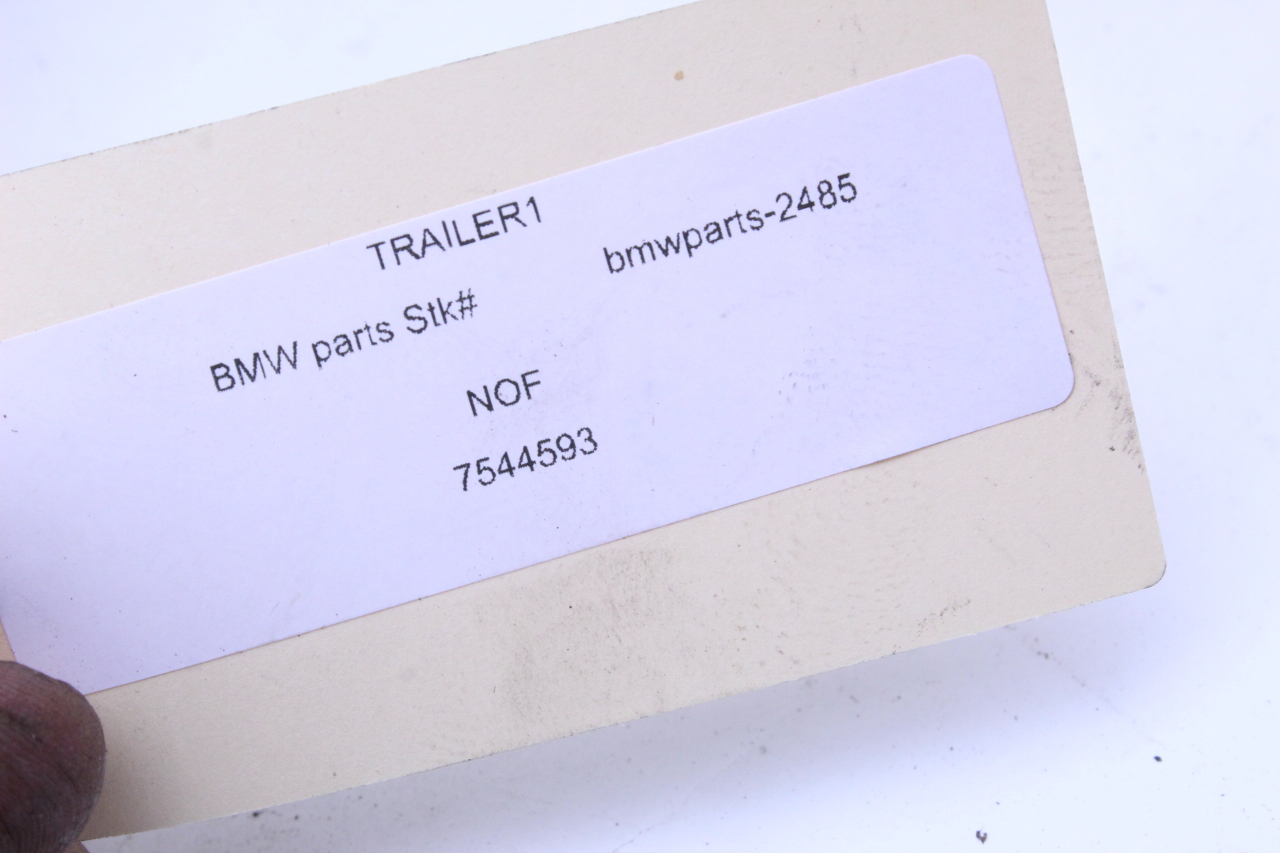 TRAILER1
BMW parts Stk# bmwparts-2485
NOF
7544593